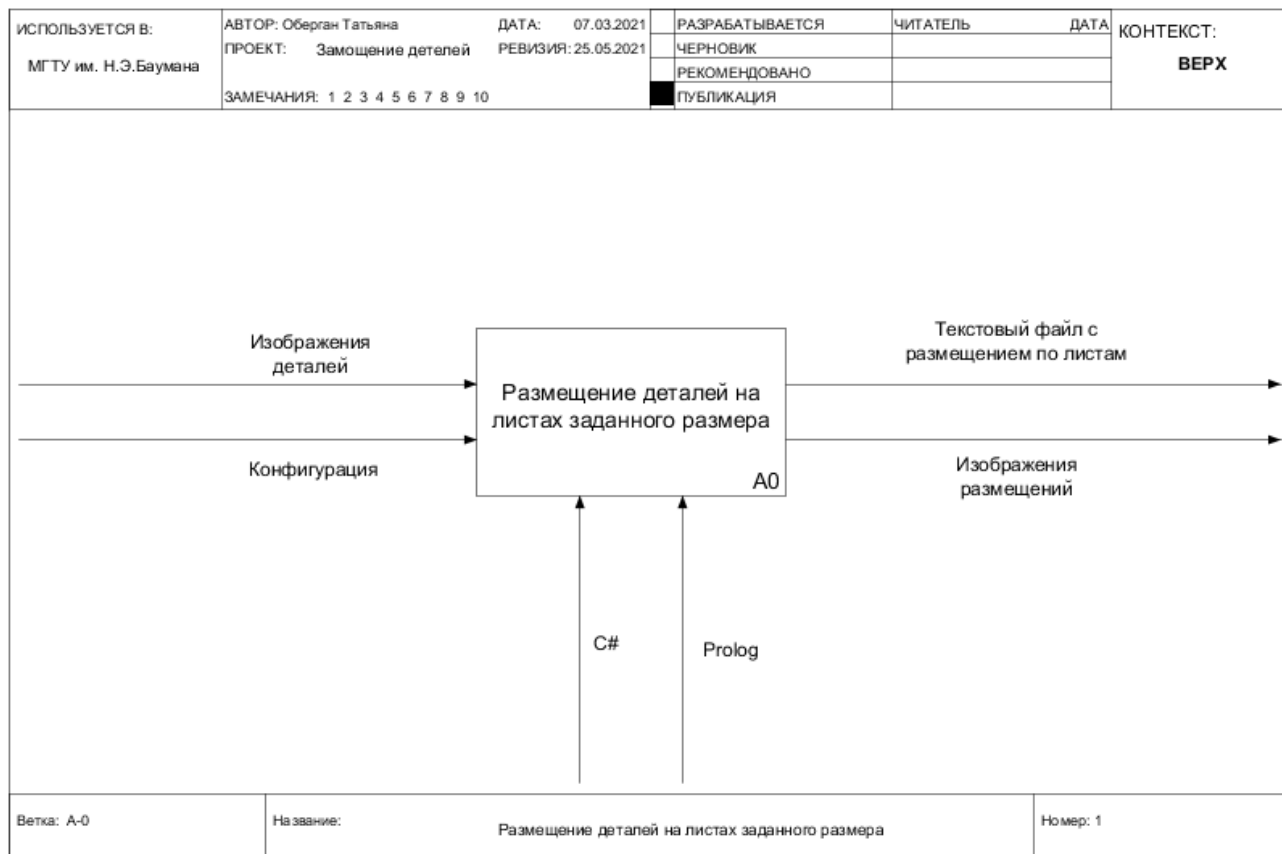 ИСПОЛЬЗУЕТСЯ В:
МГТУ им. Н.Э.Баумана
АВТОР: Оберган Татьяна ДАТА: 07.03.2021
ПРОЕКТ: Замощение детелей РЕВИЗИЯ: 25.05.2021
ЗАМЕЧАНИЯ: 1 2 3 4 5 6 7 8 9 10
РАЗРАБАТЫВАЕТСЯ ЧИТАТЕЛЬ ДАТА
ЧЕРНОВИК
РЕКОМЕНДОВАНО
ПУБЛИКАЦИЯ
КОНТЕКСТ:
ВЕРХ
Изображения
деталей
Конфигурация
Размещение деталей на
листах заданного размера
A0
Текстовый файл с
размещением по листам
Изображения
размещений
C#
Prolog
Ветка: A-0
Название:
Размещение деталей на листах заданного размера
Номер: 1